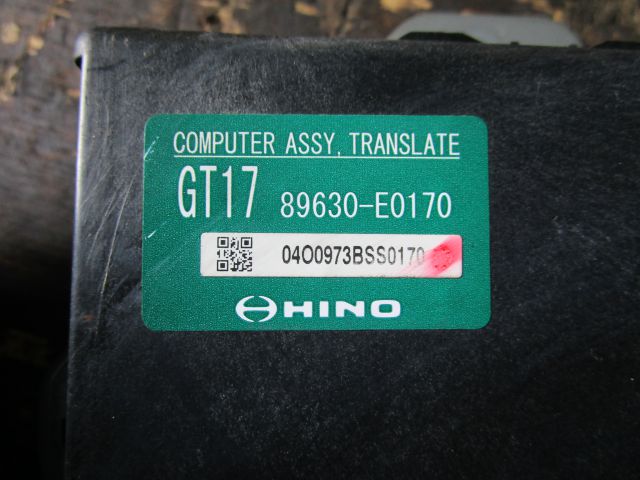 COMPUTER ASSY, TRANSLATE
GT17 89630-E0170
04O0973BSS0170
HINO